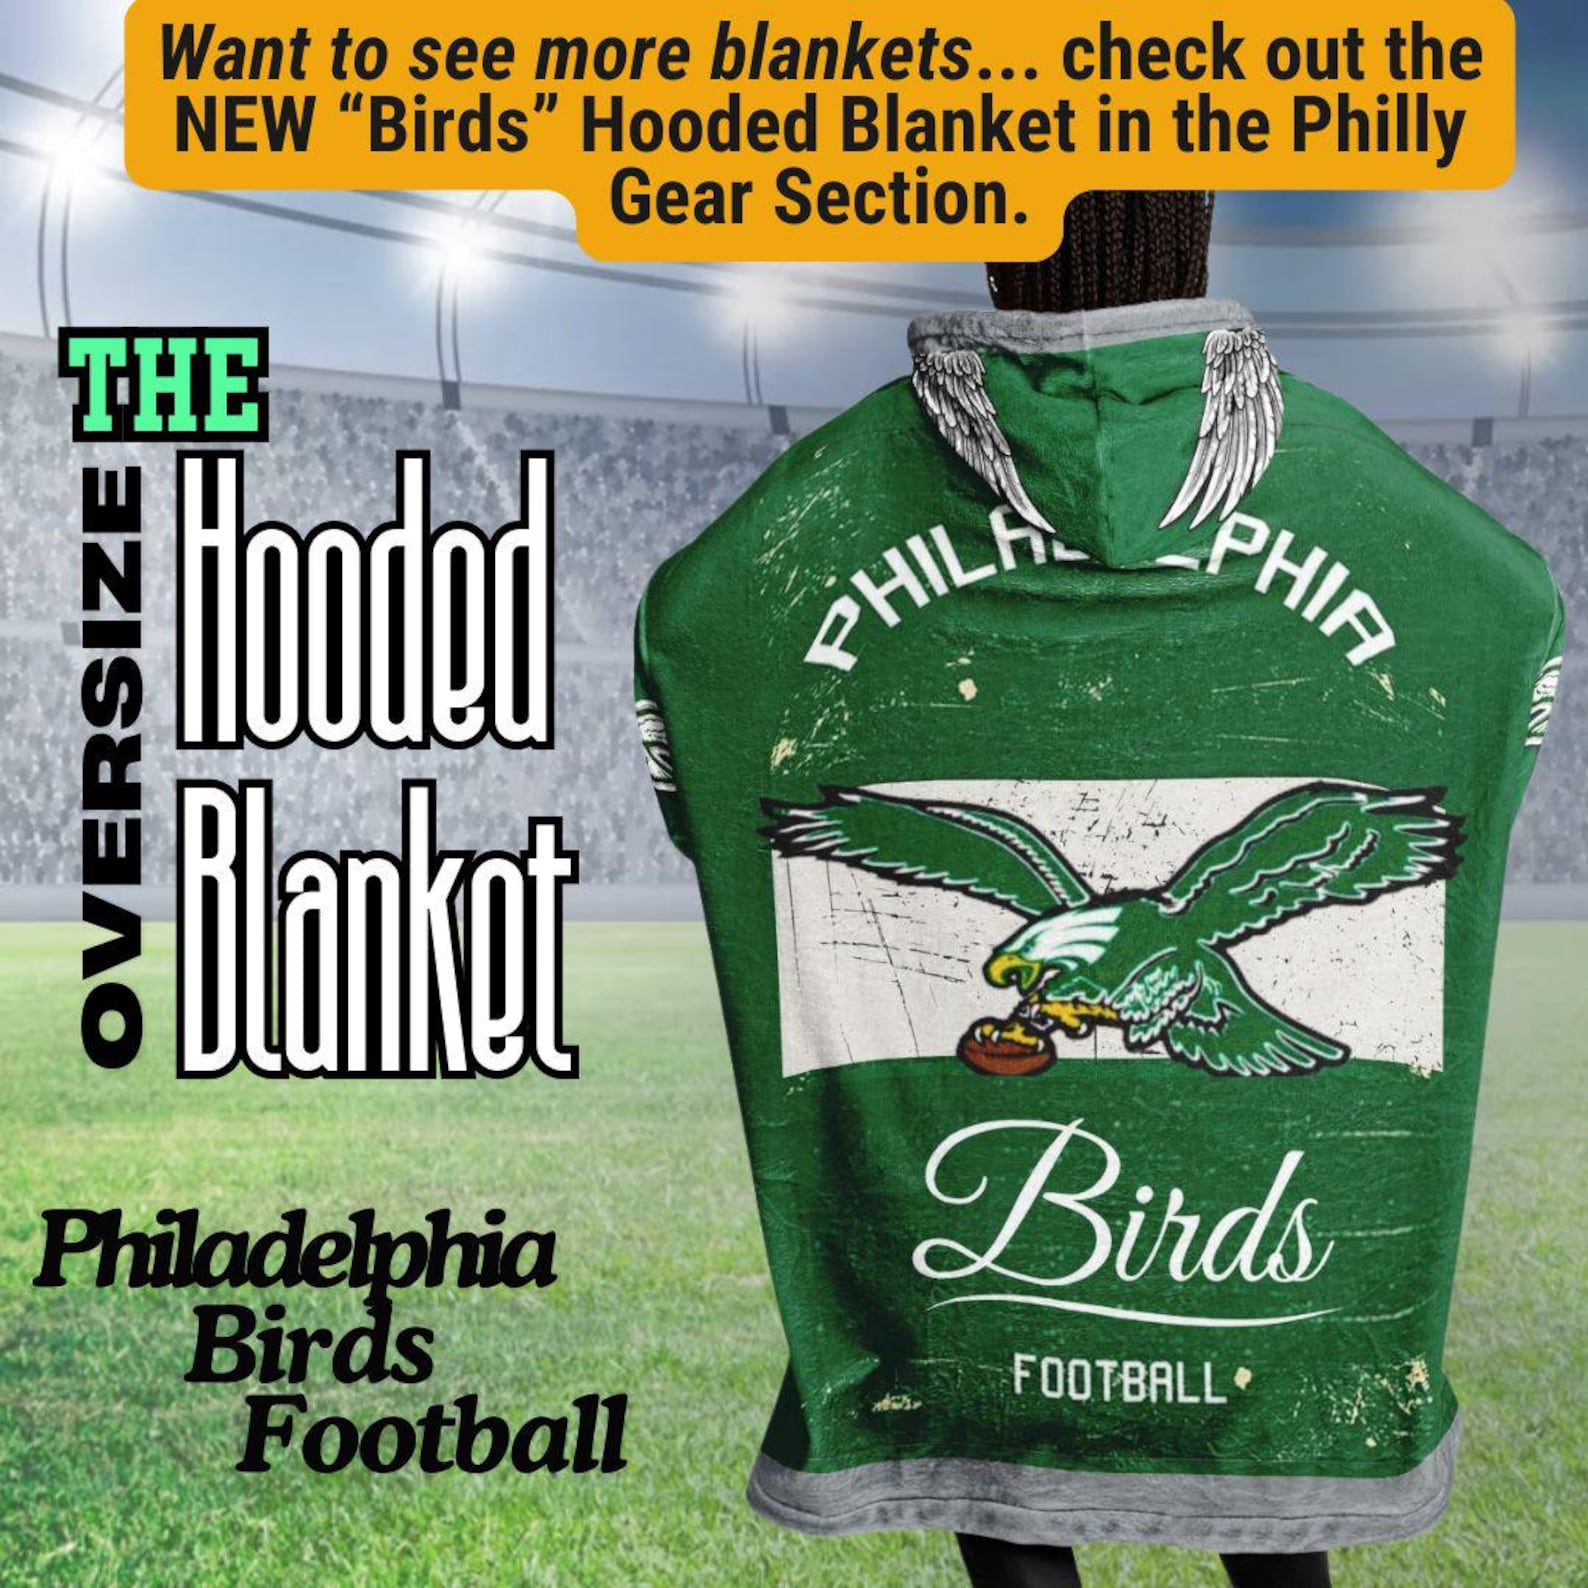 Want to see more blankets... check out the
NEW “Birds” Hooded Blanket in the Philly
Gear Section.
THE
OVERSIZE
Hooded
Blanket
Philadelphia
Birds
Football
PHILADELPHIA
Birds
FOOTBALL